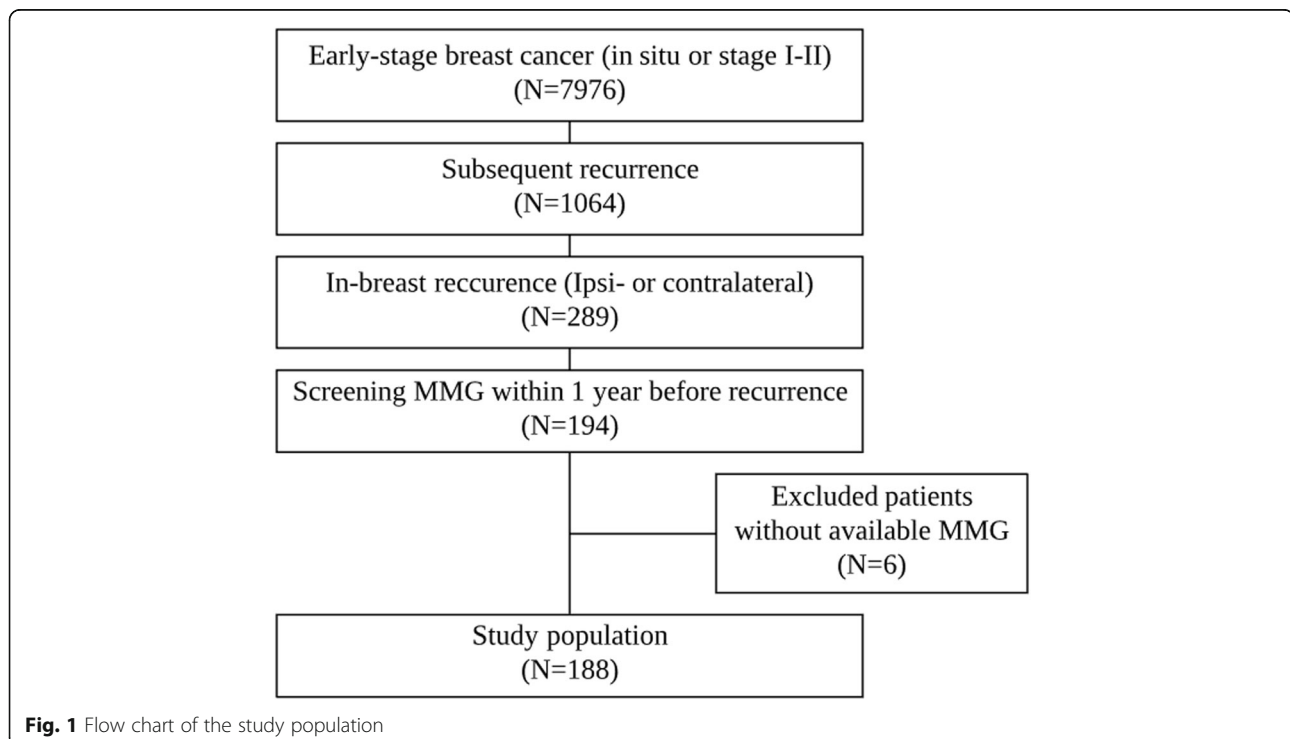 Early-stage breast cancer (in situ or stage I-II)
(N=7976)
Subsequent recurrence
(N=1064)
In-breast reccurence (Ipsi- or contralateral)
(N=289)
Screening MMG within 1 year before recurrence
(N=194)
Excluded patients
without available MMG
(N=6)
Study population
(N=188)
Fig. 1 Flow chart of the study population